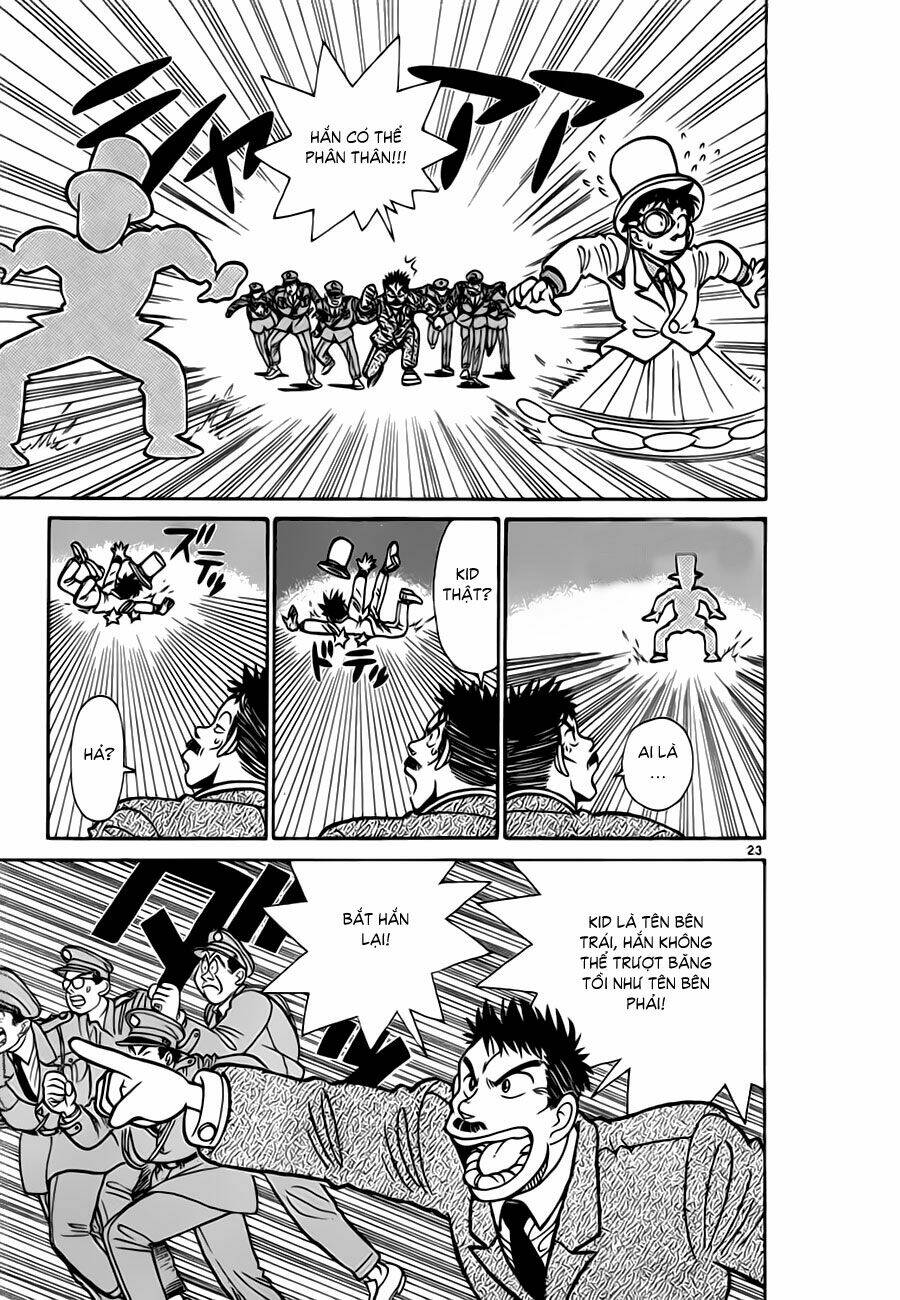 HẮN CÓ THỂ
PHÂN THÂN!!!
シャアアア
AI LÀ
...
KID
THẬT?
ドテッ
HẢ?
ズデッ
23
KID LÀ TÊN BÊN
TRÁI, HẮN KHÔNG
THỂ TRƯỢT BĂNG
TỒI NHƯ TÊN BÊN
PHẢI!
BẮT HẮN
LẠI!